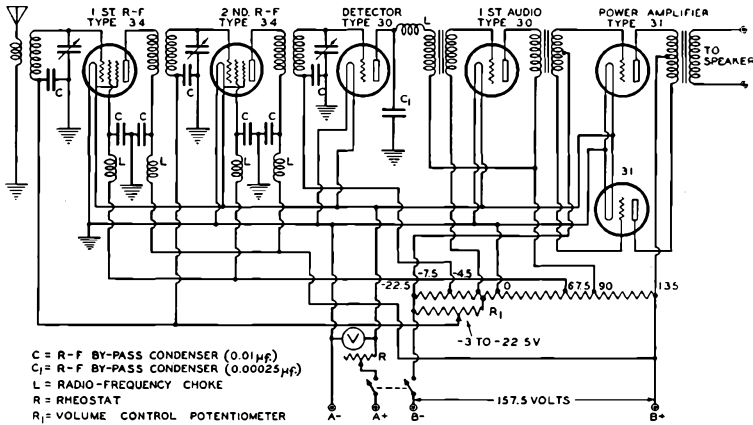 1 ST R-F
TYPE 34
2 ND. R-F
TYPE 34
DETECTOR
TYPE 30
L
1 ST AUDIO
TYPE 30
POWER AMPLIFIER
TYPE 31
TO
SPEAKER
C
C
C
C₁
C C
C C
L L
L L
31
-22.5
-7.5
-4.5
0
67.5
90
135
R₁
-3 TO -22.5 V
V
R
C = R-F BY-PASS CONDENSER (0.01µf.)
C₁= R-F BY-PASS CONDENSER (0.00025µf.)
L = RADIO-FREQUENCY CHOKE
R = RHEOSTAT
R₁= VOLUME CONTROL POTENTIOMETER
157.5 VOLTS
A- A+ B- B+